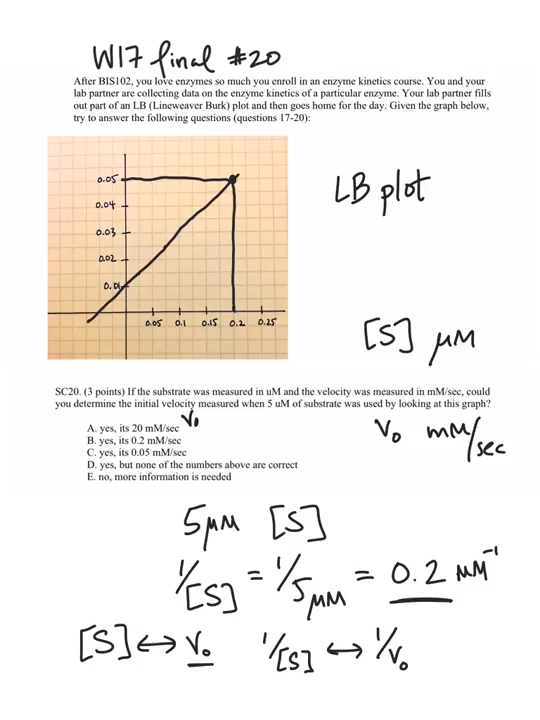 W17 final #20
After BIS102, you love enzymes so much you enroll in an enzyme kinetics course. You and your
lab partner are collecting data on the enzyme kinetics of a particular enzyme. Your lab partner fills
out part of an LB (Lineweaver Burk) plot and then goes home for the day. Given the graph below,
try to answer the following questions (questions 17-20):
LB plot
0.05
0.04
0.03
0.02
0.01
0.05 0.1 0.15 0.2 0.25
[S] μM
SC20. (3 points) If the substrate was measured in uM and the velocity was measured in mM/sec, could
you determine the initial velocity measured when 5 uM of substrate was used by looking at this graph?
A. yes, its 20 mM/sec V₀
B. yes, its 0.2 mM/sec
C. yes, its 0.05 mM/sec
D. yes, but none of the numbers above are correct
E. no, more information is needed
V₀ mM/sec
5μM [S]
1/[S] = 1/5μM = 0.2 μM⁻¹
[S] ↔ V₀ 1/[S] ↔ 1/V₀